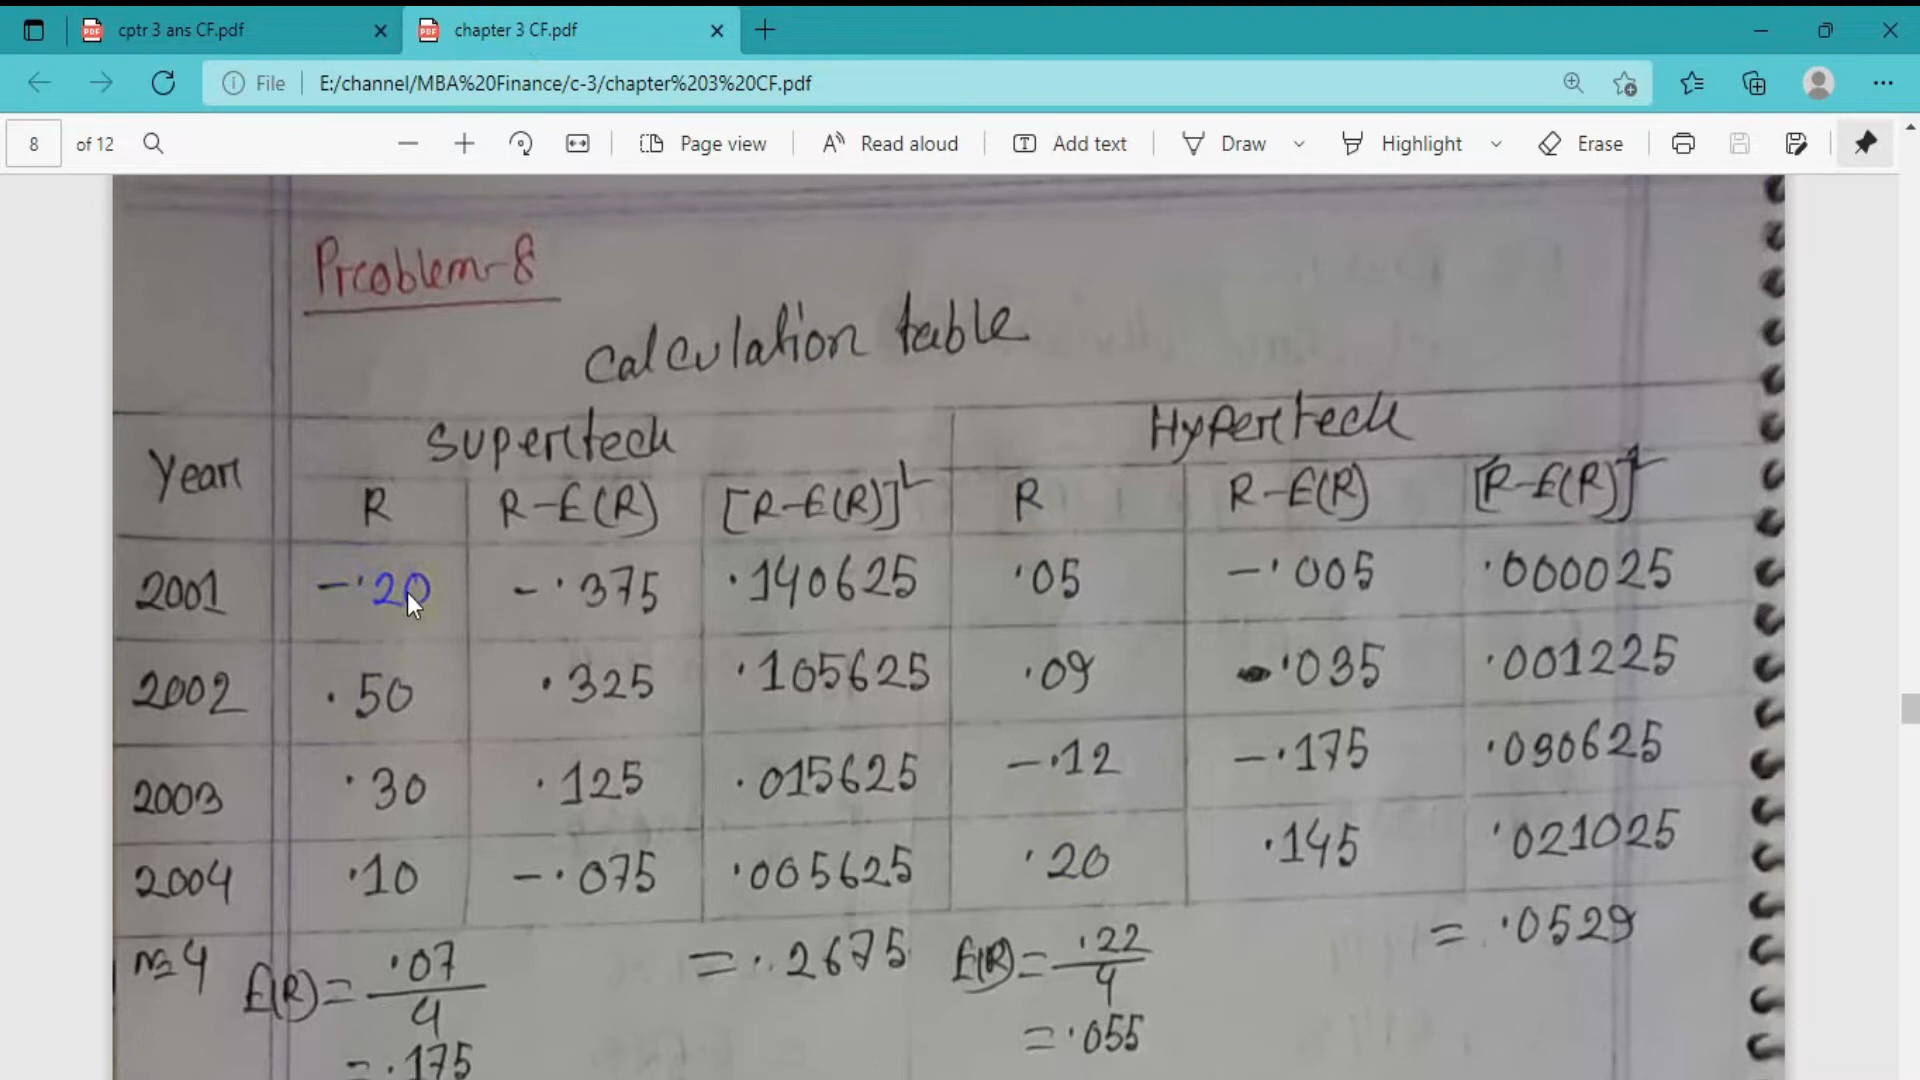 cptr 3 ans CF.pdf
chapter 3 CF.pdf
File E:/channel/MBA%20Finance/c-3/chapter%203%20CF.pdf
8 of 12 Page view Read aloud Add text Draw Highlight Erase
Problem-8
Calculation table
Year Supertech Hypertech
R R-E(R) [R-E(R)]² R R-E(R) [R-E(R)]²
2001 -.20 -.375 .140625 .05 -.005 .000025
2002 .50 .325 .105625 .09 .035 .001225
2003 .30 .125 .015625 -.12 -.175 .030625
2004 .10 -.075 .005625 .20 .145 .021025
n=4 E(R)= .07/4 = .2675 E(R)= .22/4 = .0529
= .175 = .055